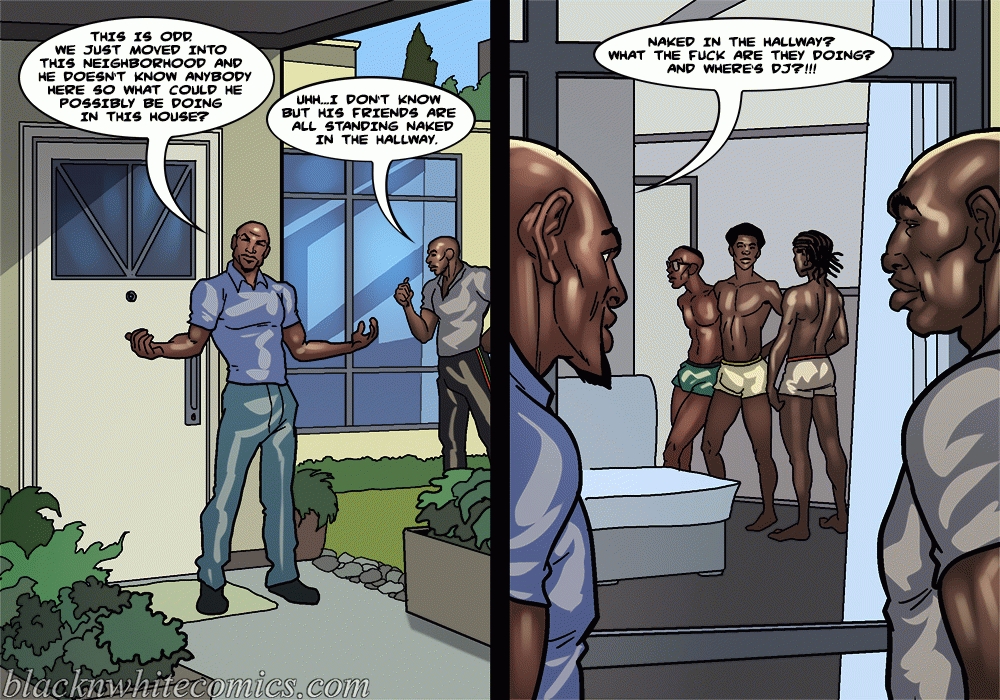 THIS IS ODD.
WE JUST MOVED INTO
THIS NEIGHBORHOOD AND
HE DOESN'T KNOW ANYBODY
HERE SO WHAT COULD HE
POSSIBLY BE DOING
IN THIS HOUSE?
UHH...I DON'T KNOW
BUT HIS FRIENDS ARE
ALL STANDING NAKED
IN THE HALLWAY.
NAKED IN THE HALLWAY?
WHAT THE FUCK ARE THEY DOING?
AND WHERE'S DJ?!!!
blacknwhitecomics.com